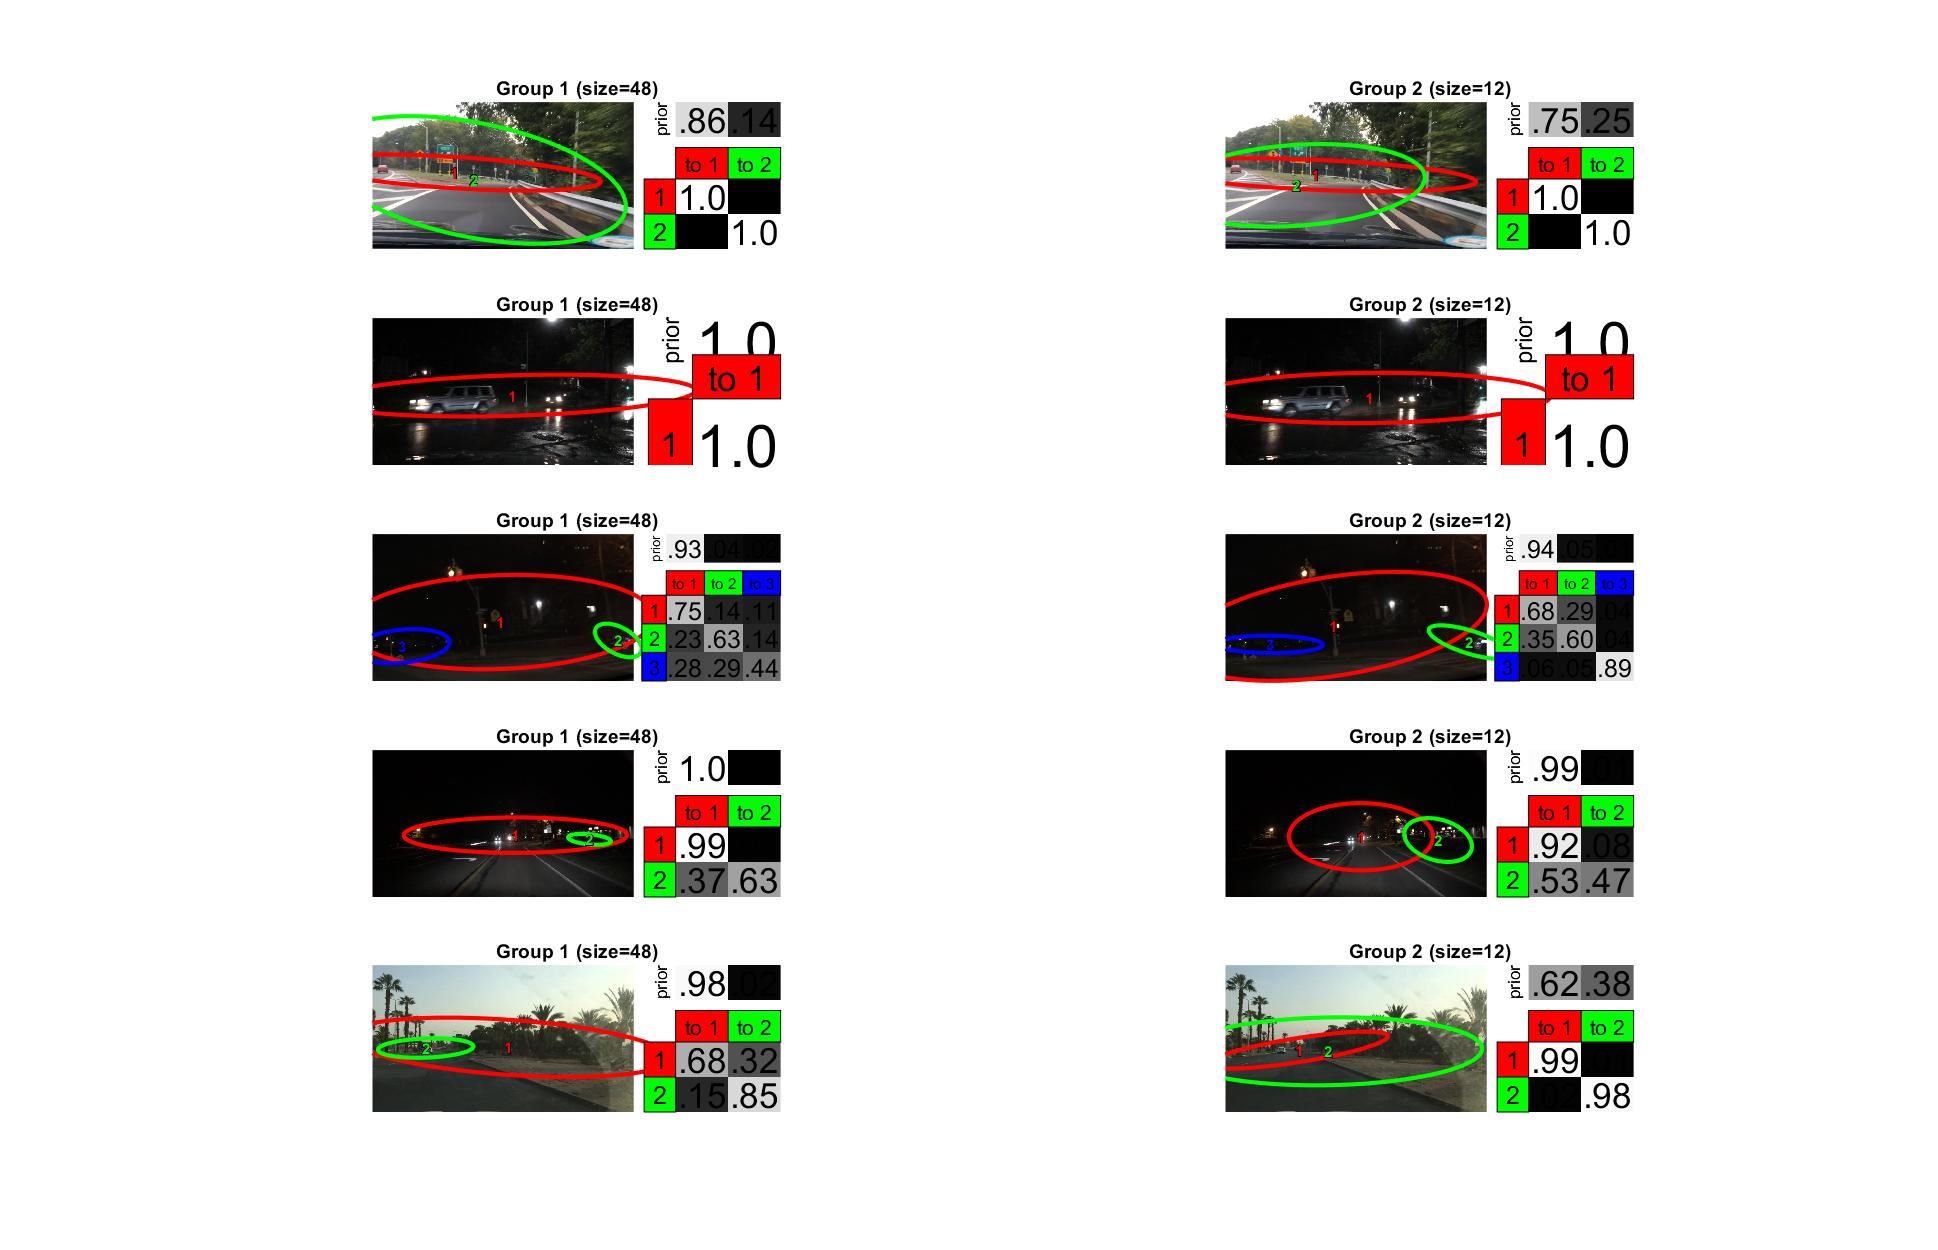 Group 1 (size=48)
prior .86 .14
to 1 to 2
1 1.0
2 1.0
1
2
Group 2 (size=12)
prior .75 .25
to 1 to 2
1 1.0
2 1.0
1
2
Group 1 (size=48)
prior 1.0
to 1
1 1.0
1
Group 2 (size=12)
prior 1.0
to 1
1 1.0
1
Group 1 (size=48)
prior .93 .04 .02
to 1 to 2 to 3
1 .75 .14 .11
2 .23 .63 .14
3 .28 .29 .44
1
2
3
Group 2 (size=12)
prior .94 .05 .01
to 1 to 2 to 3
1 .68 .29 .04
2 .35 .60 .04
3 .06 .05 .89
1
2
3
Group 1 (size=48)
prior 1.0
to 1 to 2
1 .99
2 .37 .63
1
2
Group 2 (size=12)
prior .99 .01
to 1 to 2
1 .92 .08
2 .53 .47
1
2
Group 1 (size=48)
prior .98 .02
to 1 to 2
1 .68 .32
2 .15 .85
1
2
Group 2 (size=12)
prior .62 .38
to 1 to 2
1 .99
2 .02 .98
1
2